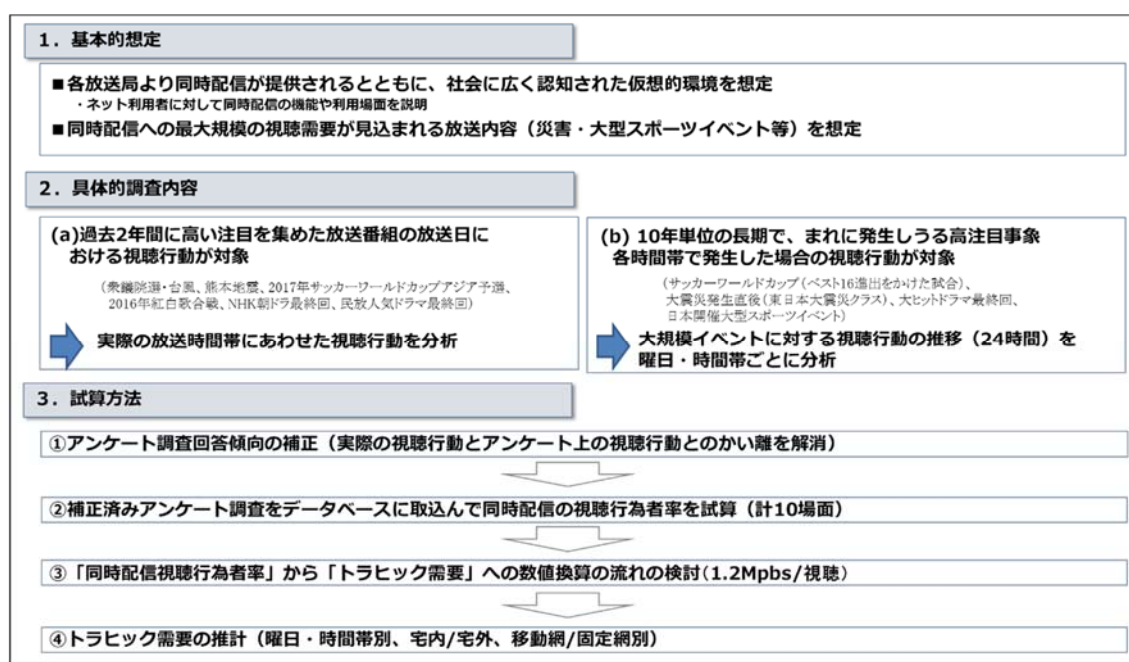 1．基本的想定
■各放送局より同時配信が提供されるとともに、社会に広く認知された仮想的環境を想定
・ネット利用者に対して同時配信の機能や利用場面を説明
■同時配信への最大規模の視聴需要が見込まれる放送内容（災害・大型スポーツイベント等）を想定
2．具体的調査内容
(a)過去2年間に高い注目を集めた放送番組の放送日に
おける視聴行動が対象
（衆議院選・台風、熊本地震、2017年サッカーワールドカップアジア予選、
2016年紅白歌合戦、NHK朝ドラ最終回、民放人気ドラマ最終回）
実際の放送時間帯にあわせた視聴行動を分析
(b) 10年単位の長期で、まれに発生しうる高注目事象
各時間帯で発生した場合の視聴行動が対象
（サッカーワールドカップ（ベスト16進出をかけた試合）、
大震災発生直後（東日本大震災クラス）、大ヒットドラマ最終回、
日本開催大型スポーツイベント）
大規模イベントに対する視聴行動の推移（24時間）を
曜日・時間帯ごとに分析
3．試算方法
①アンケート調査回答傾向の補正（実際の視聴行動とアンケート上の視聴行動とのかい離を解消）
②補正済みアンケート調査をデータベースに取込んで同時配信の視聴行為者率を試算（計10場面）
③「同時配信視聴行為者率」から「トラヒック需要」への数値換算の流れの検討（1.2Mpbs/視聴）
④トラヒック需要の推計（曜日・時間帯別、宅内/宅外、移動網/固定網別）